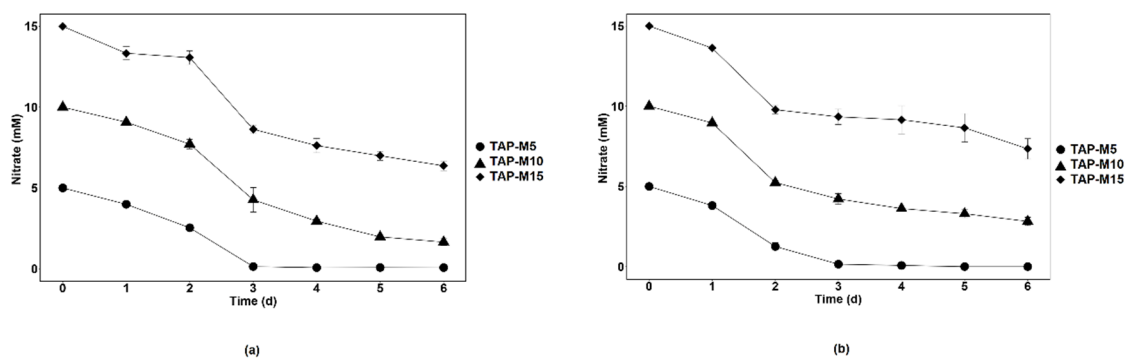 15
10
5
0
Nitrate (mM)
0 1 2 3 4 5 6
Time (d)
TAP-M5
TAP-M10
TAP-M15
(a)
15
10
5
0
Nitrate (mM)
0 1 2 3 4 5 6
Time (d)
TAP-M5
TAP-M10
TAP-M15
(b)